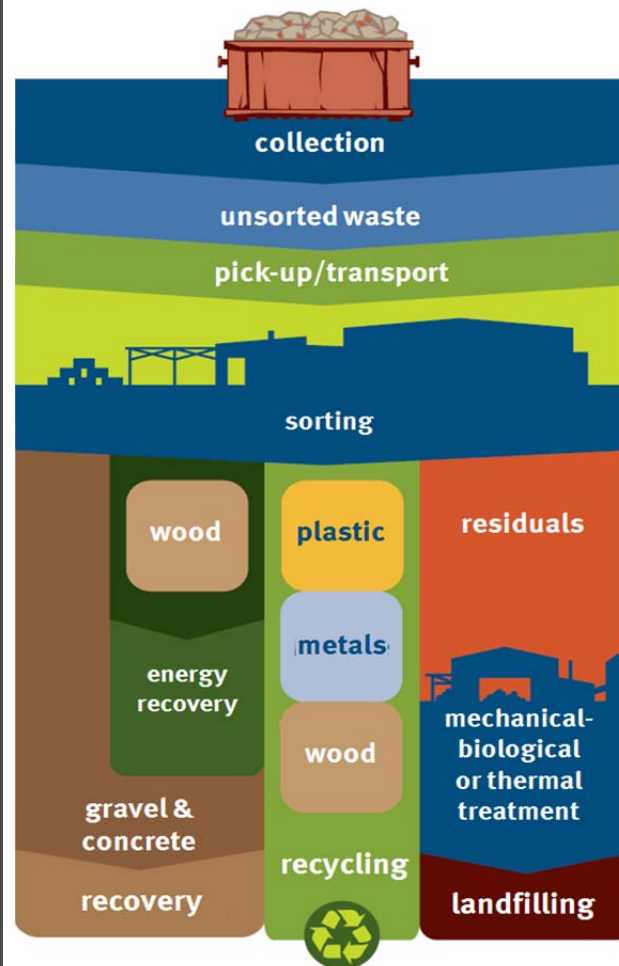 collection
unsorted waste
pick-up/transport
sorting
wood
energy
recovery
gravel &
concrete
recovery
plastic
metals
wood
recycling
residuals
mechanical-
biological
or thermal
treatment
landfilling